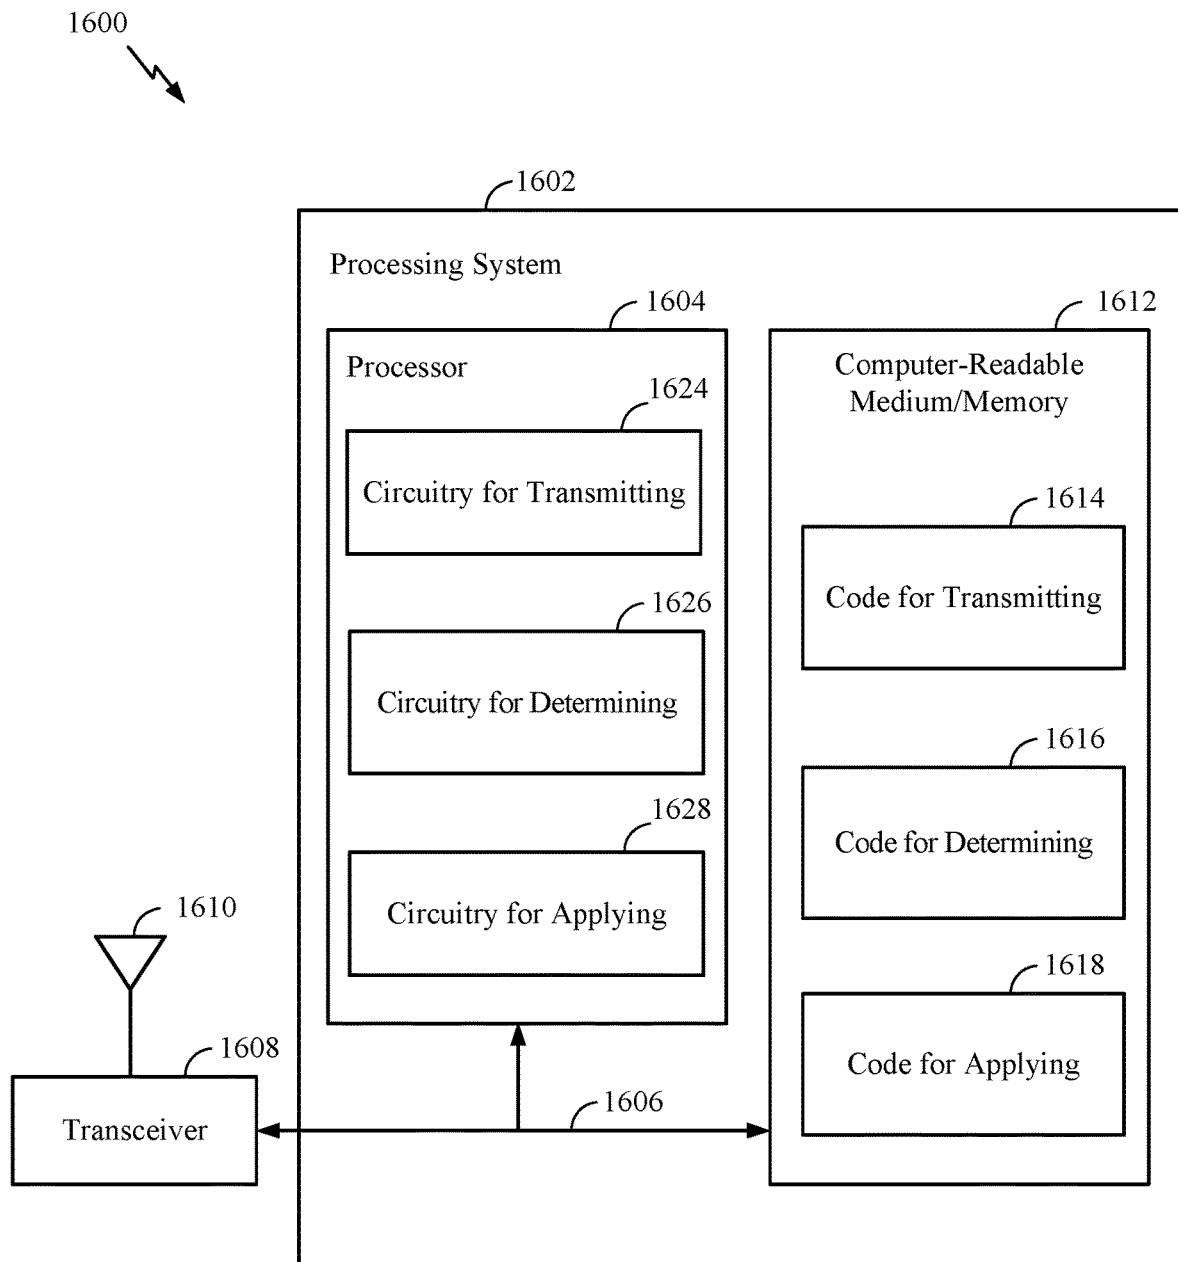 1600
1602
Processing System
1604
1612
Processor
Computer-Readable
Medium/Memory
1624
Circuitry for Transmitting
1614
Code for Transmitting
1626
Circuitry for Determining
1616
Code for Determining
1628
Circuitry for Applying
1610
1618
Code for Applying
1608
Transceiver
1606